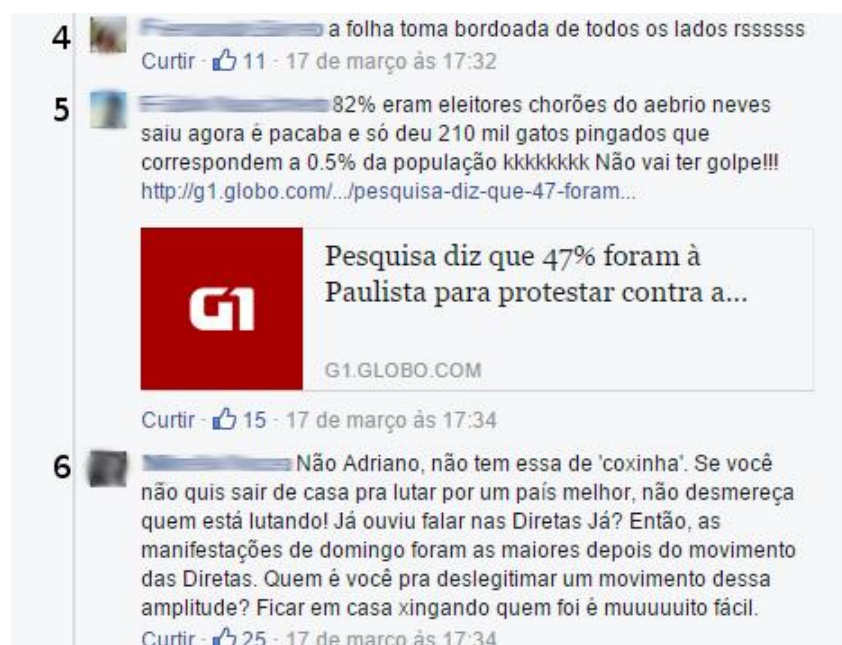 4
a folha toma bordoada de todos os lados rsssss
Curtir · 11 · 17 de março às 17:32
5
82% eram eleitores chorões do aebrio neves
saiu agora é pacaba e só deu 210 mil gatos pingados que
correspondem a 0.5% da população kkkkkkkk Não vai ter golpe!!!
http://g1.globo.com/.../pesquisa-diz-que-47-foram...
G1
Pesquisa diz que 47% foram à
Paulista para protestar contra a...
G1.GLOBO.COM
Curtir · 15 · 17 de março às 17:34
6
Não Adriano, não tem essa de 'coxinha'. Se você
não quis sair de casa pra lutar por um país melhor, não desmereça
quem está lutando! Já ouviu falar nas Diretas Já? Então, as
manifestações de domingo foram as maiores depois do movimento
das Diretas. Quem é você pra deslegitimar um movimento dessa
amplitude? Ficar em casa xingando quem foi é muuuuuito fácil.
Curtir · 25 · 17 de março às 17:34